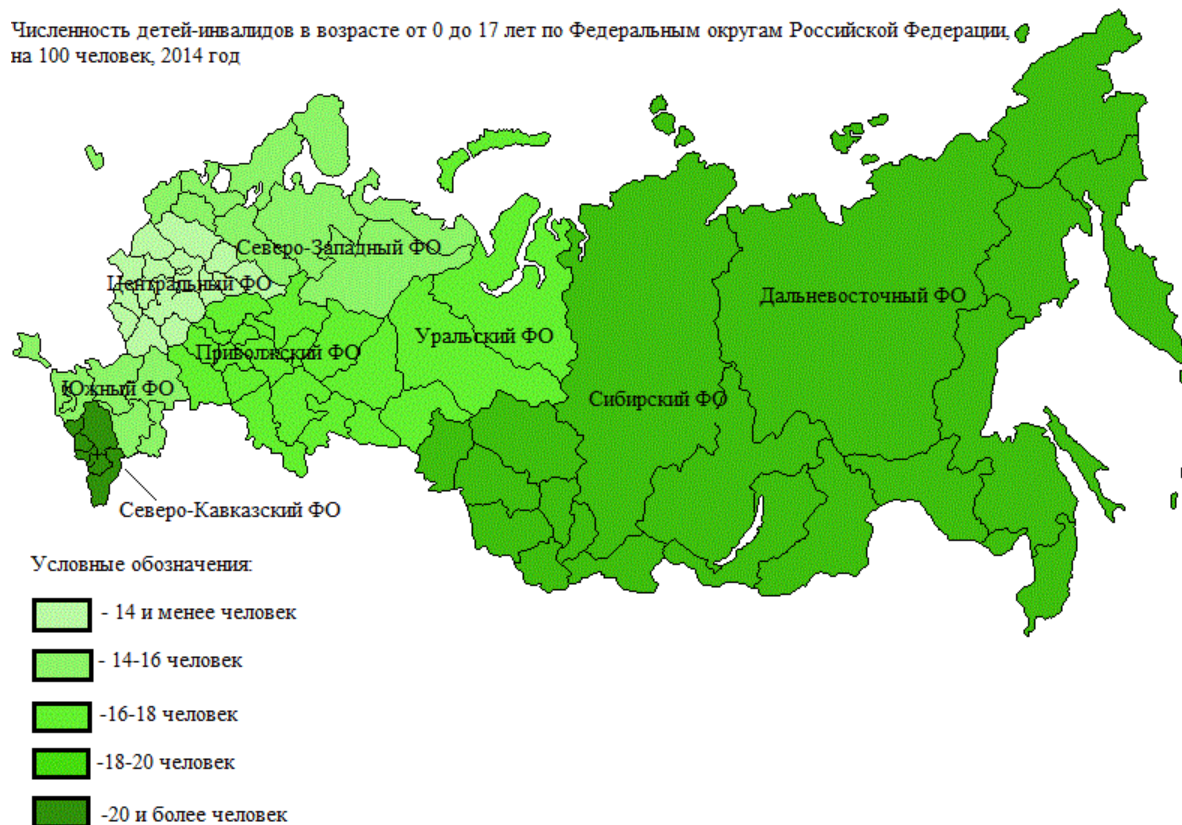 Численность детей-инвалидов в возрасте от 0 до 17 лет по Федеральным округам Российской Федерации,
на 100 человек, 2014 год
Северо-Западный ФО
Центральный ФО
Дальневосточный ФО
Уральский ФО
Приволжский ФО
Южный ФО
Сибирский ФО
Северо-Кавказский ФО
Условные обозначения:
- 14 и менее человек
- 14-16 человек
-16-18 человек
-18-20 человек
-20 и более человек